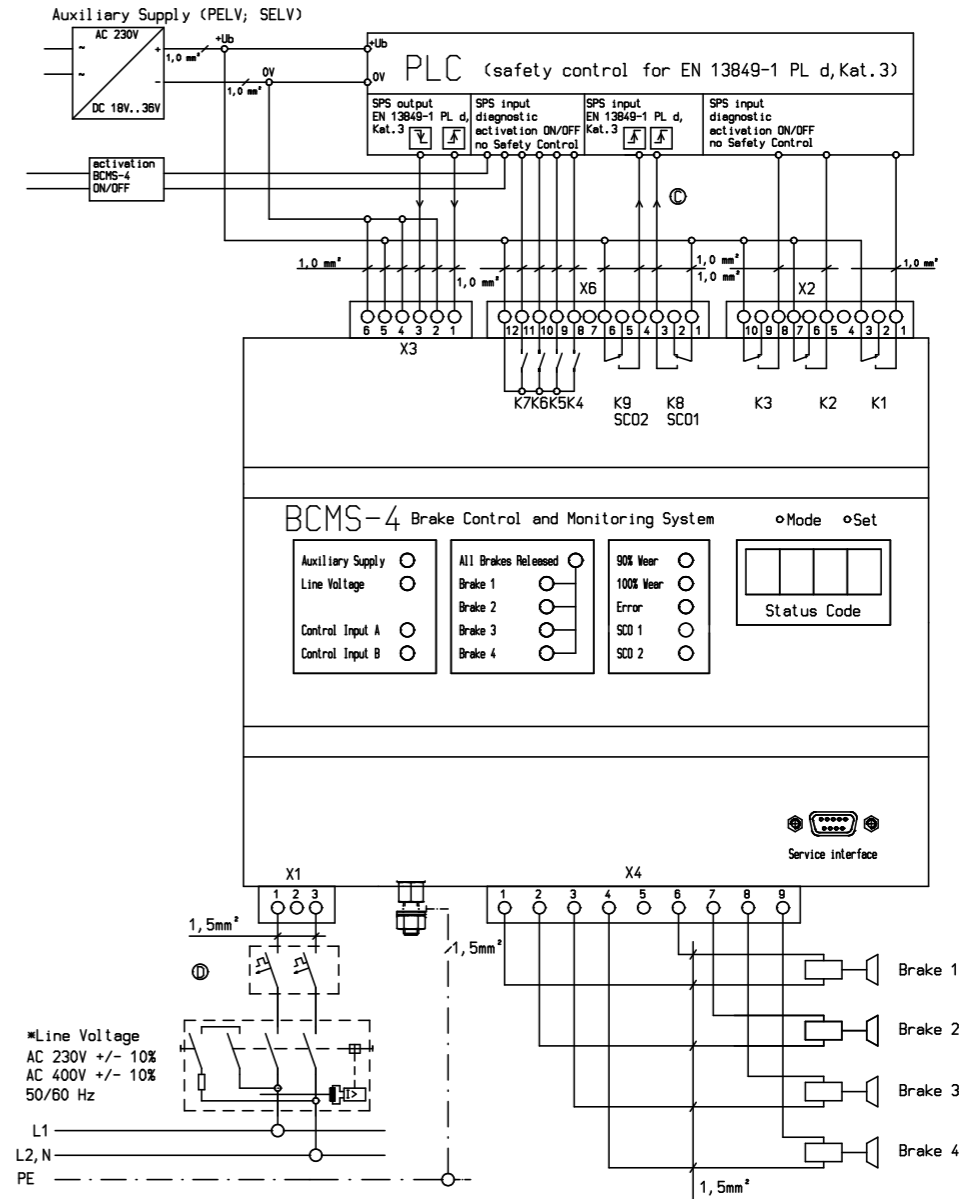 Auxiliary Supply (PELV; SELV)
AC 230V
~
~
+
-
DC 18V..36V
+Ub
1,0 mm²
0V
1,0 mm²
+Ub
0V
PLC (safety control for EN 13849-1 PL d,Kat.3)
SPS output
EN 13849-1 PL d,
Kat.3
SPS input
diagnostic
activation ON/OFF
no Safety Control
SPS input
EN 13849-1 PL d,
Kat.3
SPS input
diagnostic
activation ON/OFF
no Safety Control
activation
BCMS-4
ON/OFF
C
1,0 mm²
1,0 mm²
1,0 mm²
1,0 mm²
1,0 mm²
X6
X2
6 5 4 3 2 1
12 11 10 9 8 7 6 5 4 3 2 1
10 9 8 7 6 5 4 3 2 1
X3
K7 K6 K5 K4
K9
SCO2
K8
SCO1
K3
K2
K1
BCMS-4 Brake Control and Monitoring System
Mode
Set
Auxiliary Supply
Line Voltage
Control Input A
Control Input B
All Brakes Released
Brake 1
Brake 2
Brake 3
Brake 4
90% Wear
100% Wear
Error
SCO 1
SCO 2
Status Code
Service interface
X1
X4
1 2 3
1 2 3 4 5 6 7 8 9
1,5mm²
1,5mm²
D
Brake 1
Brake 2
Brake 3
Brake 4
*Line Voltage
AC 230V +/- 10%
AC 400V +/- 10%
50/60 Hz
I>
L1
L2,N
PE
1,5mm²